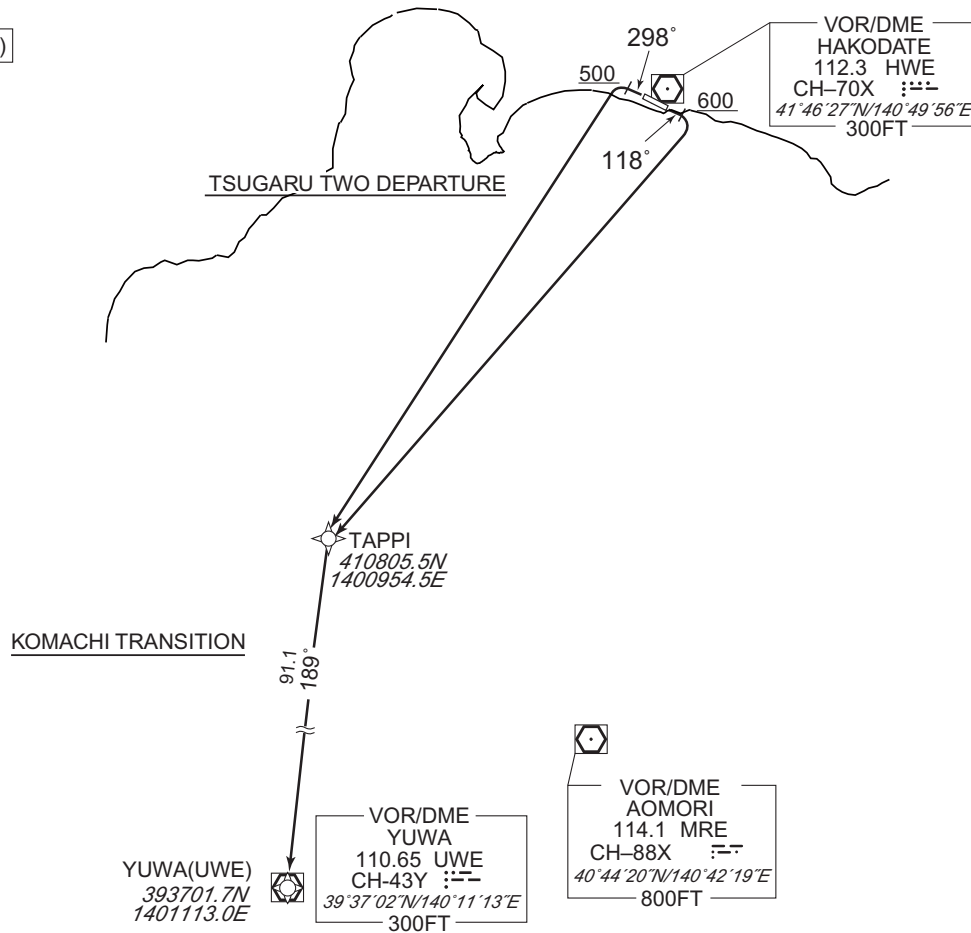 )
298°
500
600
118°
VOR/DME
HAKODATE
112.3 HWE
CH–70X
41°46´27˝N/140°49´56˝E
300FT
TSUGARU TWO DEPARTURE
TAPPI
410805.5N
1400954.5E
KOMACHI TRANSITION
91.1
189°
YUWA(UWE)
393701.7N
1401113.0E
VOR/DME
YUWA
110.65 UWE
CH-43Y
39°37´02˝N/140°11´13˝E
300FT
VOR/DME
AOMORI
114.1 MRE
CH–88X
40°44´20˝N/140°42´19˝E
800FT